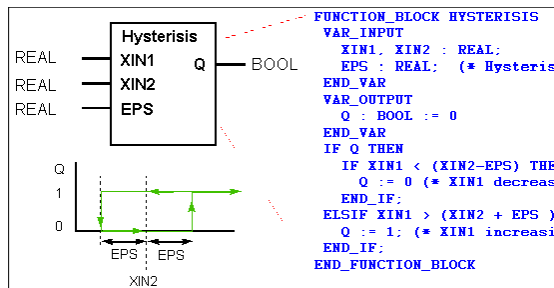 Hysterisis
REAL XIN1
REAL XIN2
REAL EPS
Q BOOL
Q
1
0
EPS EPS
XIN2
FUNCTION_BLOCK HYSTERISIS
VAR_INPUT
XIN1, XIN2 : REAL;
EPS : REAL; (* Hysteris
END_VAR
VAR_OUTPUT
Q : BOOL := 0
END_VAR
IF Q THEN
IF XIN1 < (XIN2-EPS) THE
Q := 0 (* XIN1 decreas
END_IF;
ELSIF XIN1 > (XIN2 + EPS )
Q := 1; (* XIN1 increasi
END_IF;
END_FUNCTION_BLOCK